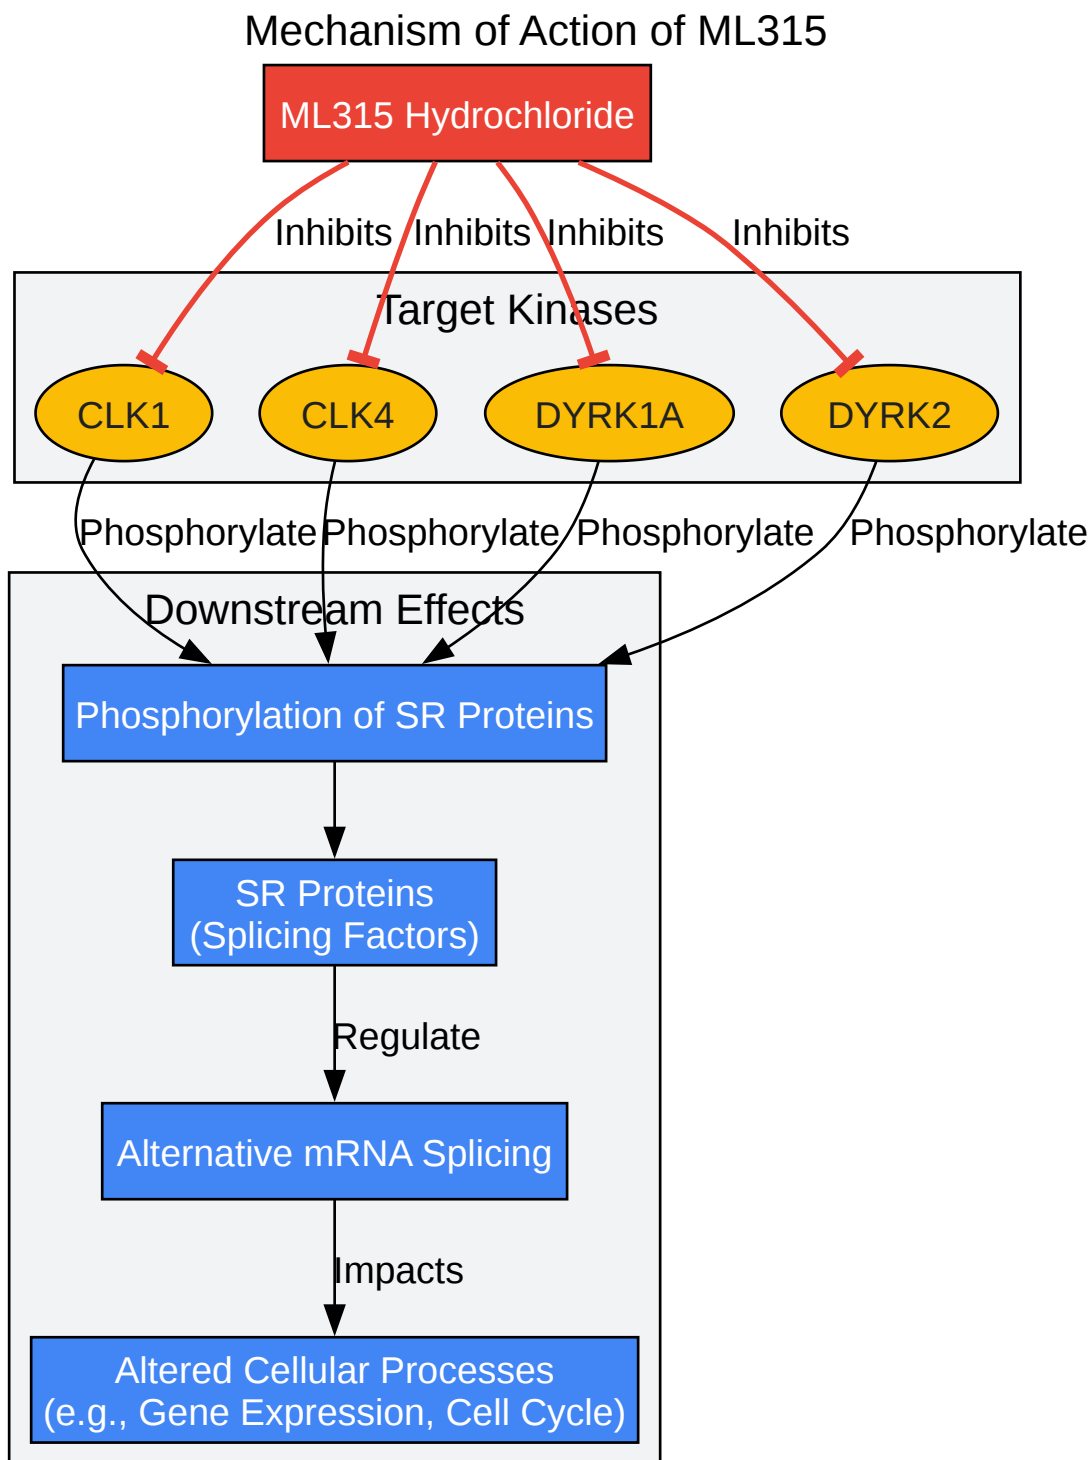 Mechanism of Action of ML315
ML315 Hydrochloride
Inhibits
Inhibits
Inhibits
Inhibits
Target Kinases
CLK1
CLK4
DYRK1A
DYRK2
Phosphorylate
Phosphorylate
Phosphorylate
Phosphorylate
Downstream Effects
Phosphorylation of SR Proteins
SR Proteins
(Splicing Factors)
Regulate
Alternative mRNA Splicing
Impacts
Altered Cellular Processes
(e.g., Gene Expression, Cell Cycle)